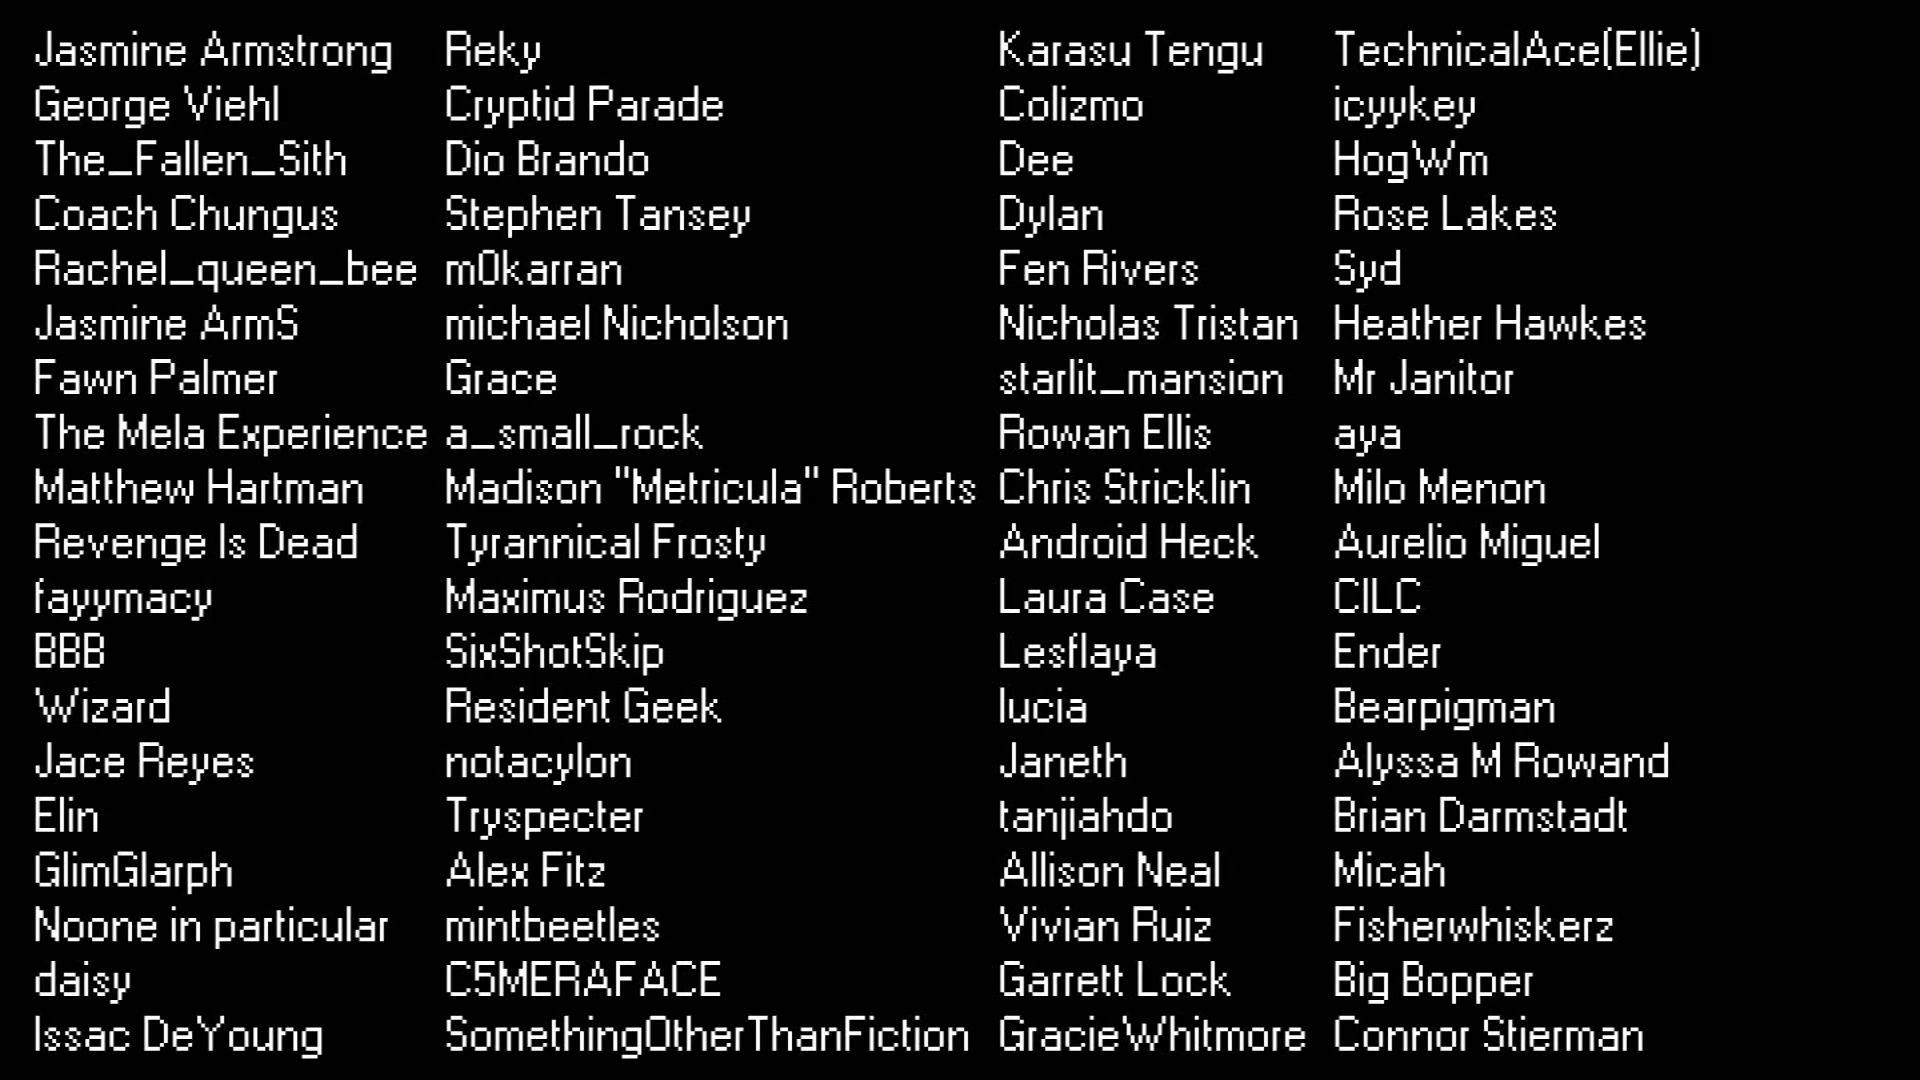 Jasmine Armstrong
George Viehl
The_Fallen_Sith
Coach Chungus
Rachel_queen_bee
Jasmine ArmS
Fawn Palmer
The Mela Experience
Matthew Hartman
Revenge Is Dead
fayymacy
BBB
Wizard
Jace Reyes
Elin
GlimGlarph
Noone in particular
daisy
Issac DeYoung
Reky
Cryptid Parade
Dio Brando
Stephen Tansey
m0karran
michael Nicholson
Grace
a_small_rock
Madison "Metricula" Roberts
Tyrannical Frosty
Maximus Rodriguez
SixShotSkip
Resident Geek
notacylon
Tryspecter
Alex Fitz
mintbeetles
C5MERAFACE
SomethingOtherThanFiction
Karasu Tengu
Colizmo
Dee
Dylan
Fen Rivers
Nicholas Tristan
starlit_mansion
Rowan Ellis
Chris Stricklin
Android Heck
Laura Case
Lesflaya
lucia
Janeth
tanjiahdo
Allison Neal
Vivian Ruiz
Garrett Lock
GracieWhitmore
TechnicalAce(Ellie)
icyykey
HogWm
Rose Lakes
Syd
Heather Hawkes
Mr Janitor
aya
Milo Menon
Aurelio Miguel
CILC
Ender
Bearpigman
Alyssa M Rowand
Brian Darmstadt
Micah
Fisherwhiskerz
Big Bopper
Connor Stierman